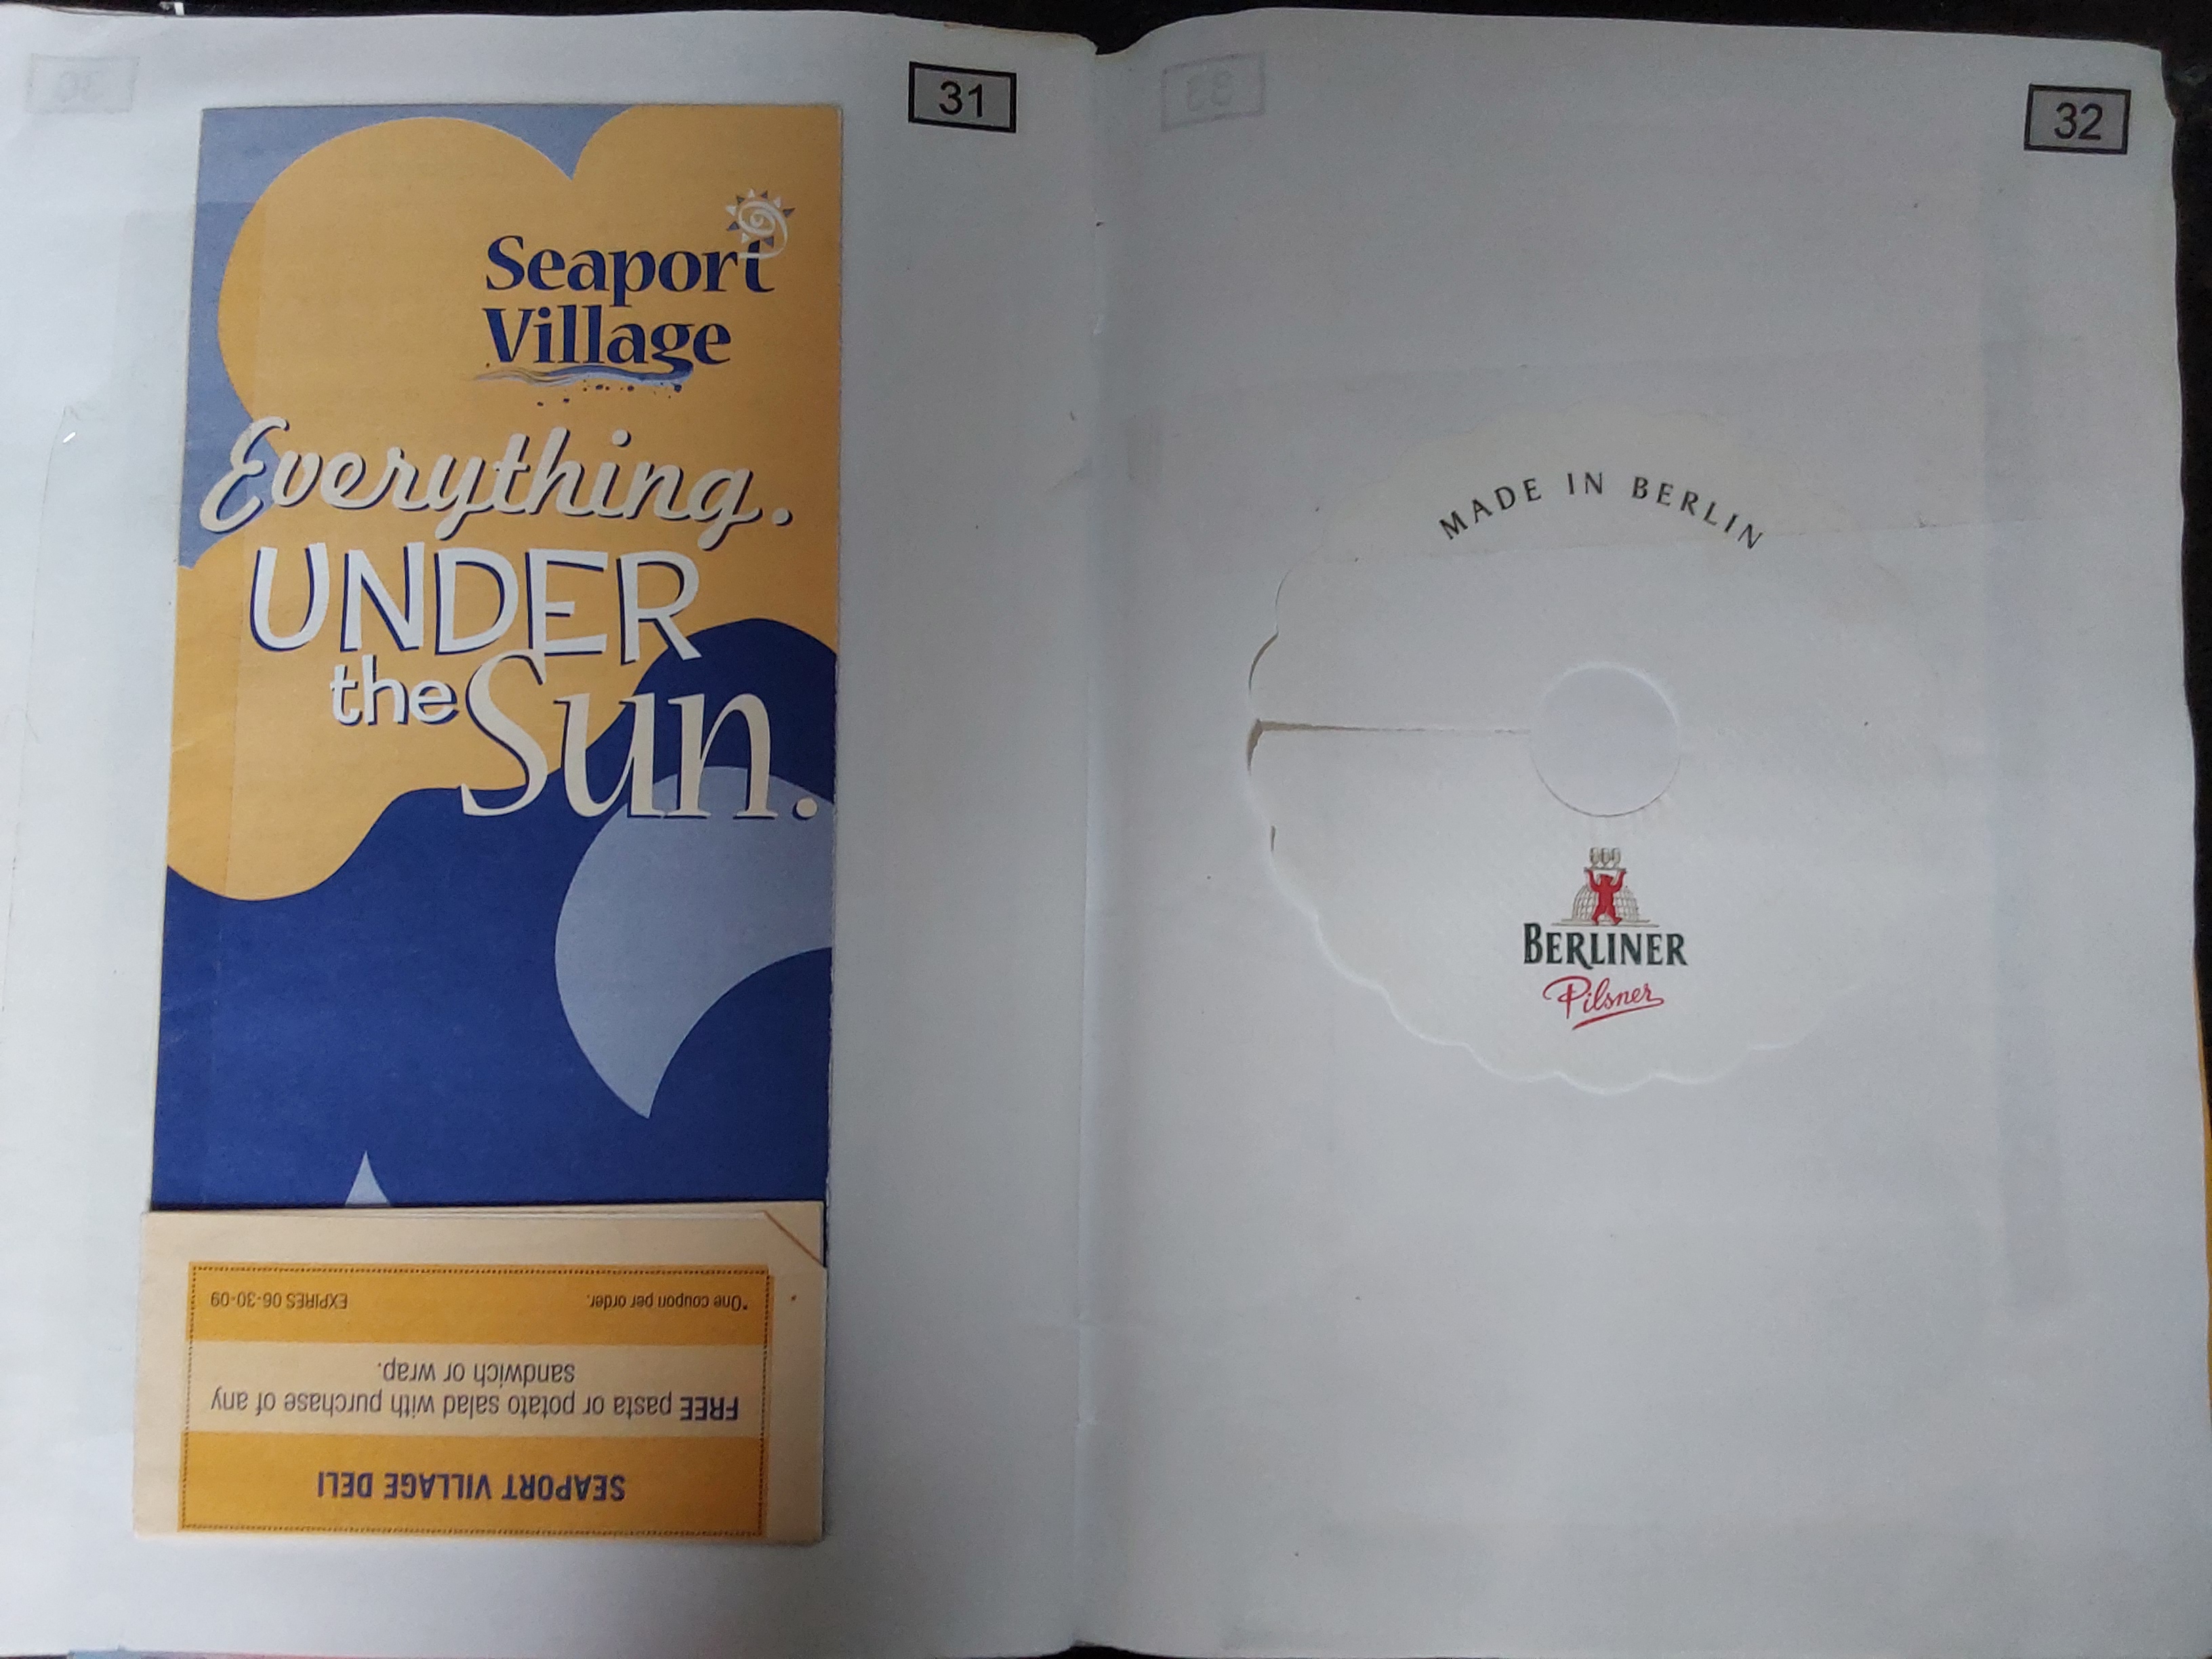 31
Seaport
Village
Everything.
UNDER
the Sun.
SEAPORT VILLAGE DELI
FREE pasta or potato salad with purchase of any
sandwich or wrap.
*One coupon per order. EXPIRES 06-30-09
32
33
MADE IN BERLIN
BERLINER
Pilsner